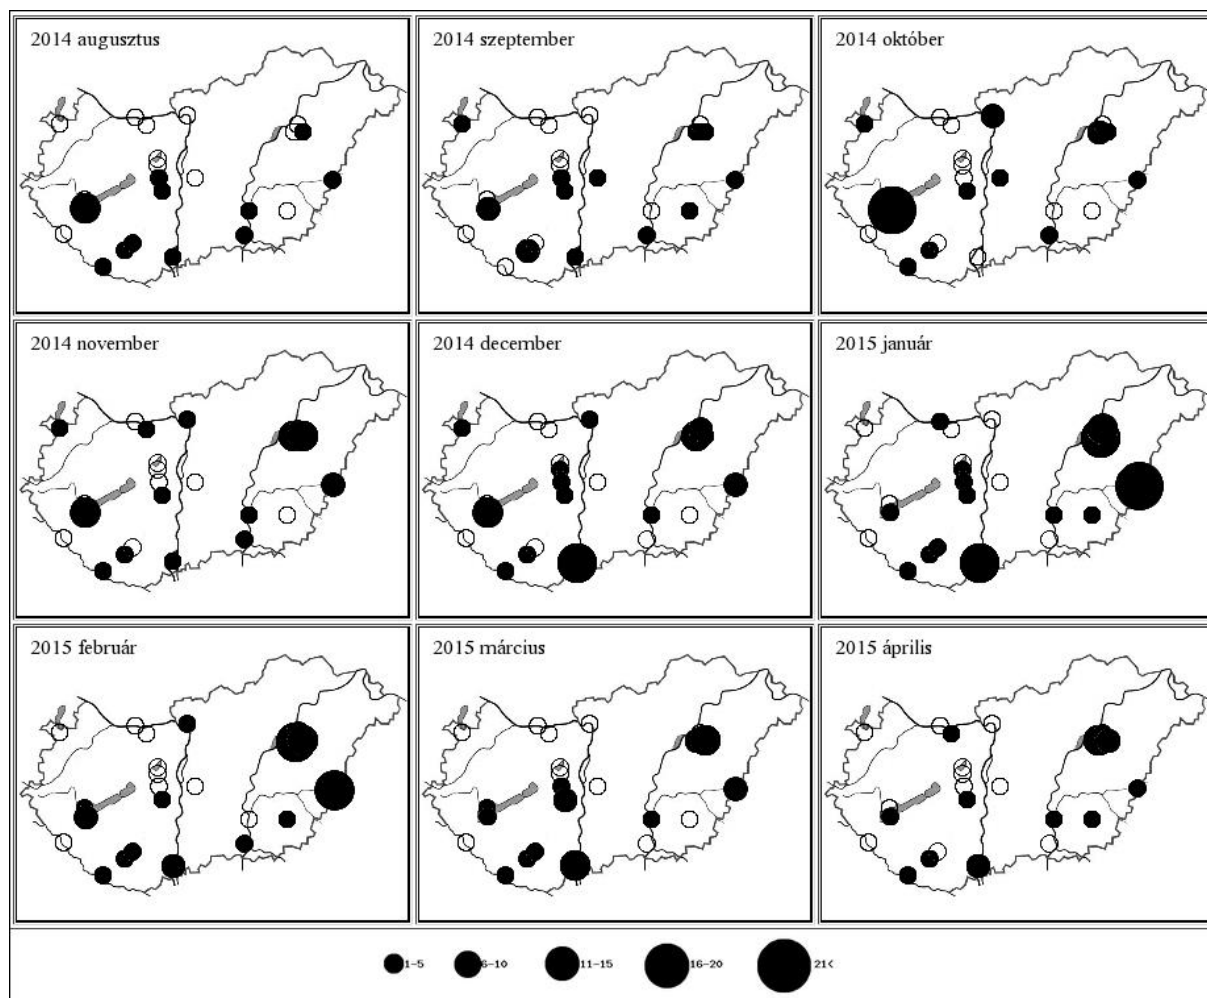 2014 augusztus
2014 szeptember
2014 október
2014 november
2014 december
2015 január
2015 február
2015 március
2015 április
1-5 6-10 11-15 16-20 21<